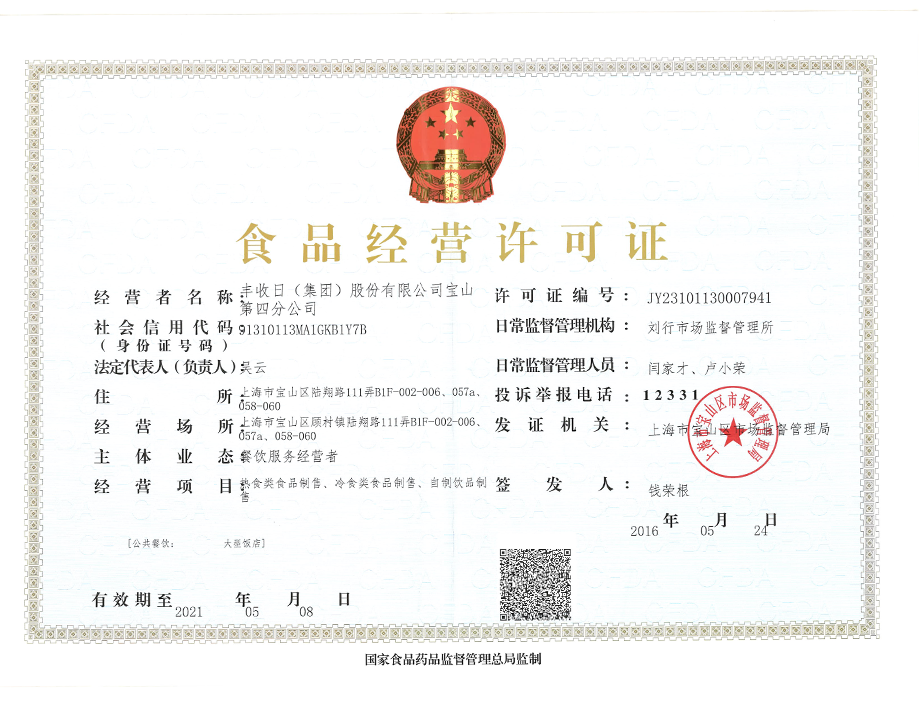 食品经营许可证
经营者名称：丰收日（集团）股份有限公司宝山
第四分公司
社会信用代码：91310113MA1GKB1Y7B
（身份证号码）
法定代表人（负责人）：吴云
住所：上海市宝山区陆翔路111弄B1F-002-006、057a、
058-060
经营场所：上海市宝山区顾村镇陆翔路111弄B1F-002-006、
057a、058-060
主体业态：餐饮服务经营者
经营项目：热食类食品制售、冷食类食品制售、自制饮品制
售
[公共餐饮： 大型饭店]
有效期至 2021 年 05 月 08 日
许可证编号：JY23101130007941
日常监督管理机构：刘行市场监督管理所
日常监督管理人员：闫家才、卢小荣
投诉举报电话：12331
发证机关：上海市宝山区市场监督管理局
上海市宝山区市场监督管理局
签发人：钱荣根
2016 年 05 月 24 日
国家食品药品监督管理总局监制